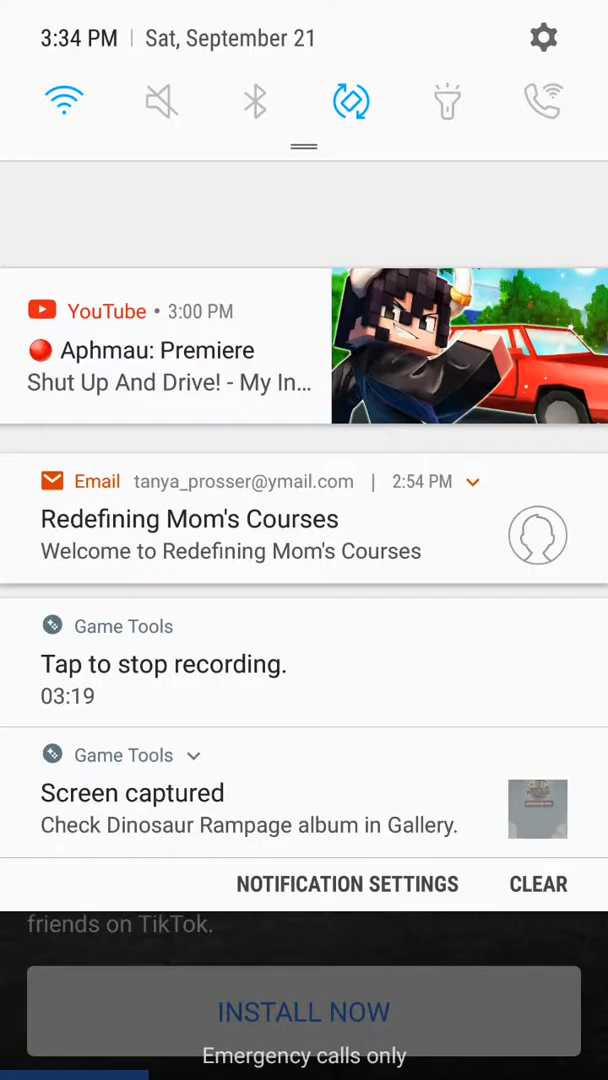 3:34 PM | Sat, September 21
YouTube • 3:00 PM
🔴 Aphmau: Premiere
Shut Up And Drive! - My In...
Email tanya_prosser@ymail.com | 2:54 PM
Redefining Mom's Courses
Welcome to Redefining Mom's Courses
Game Tools
Tap to stop recording.
03:19
Game Tools
Screen captured
Check Dinosaur Rampage album in Gallery.
NOTIFICATION SETTINGS CLEAR
friends on TikTok.
INSTALL NOW
Emergency calls only